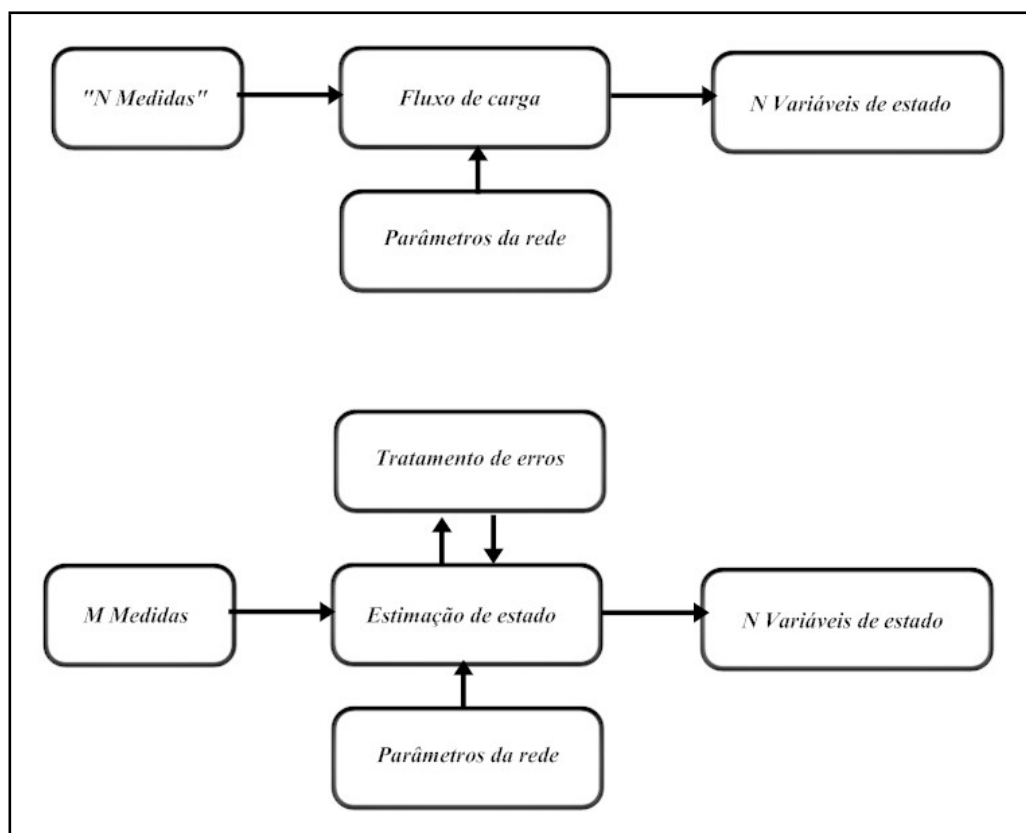 "N Medidas"
Fluxo de carga
N Variáveis de estado
Parâmetros da rede
Tratamento de erros
M Medidas
Estimação de estado
N Variáveis de estado
Parâmetros da rede